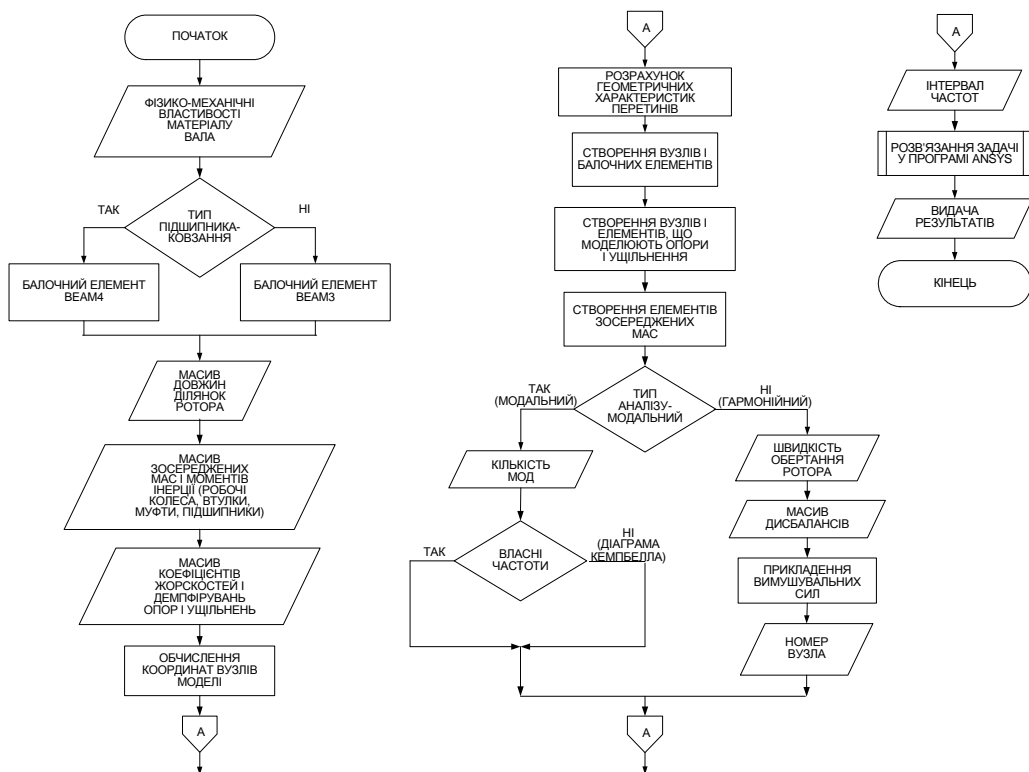 ПОЧАТОК
ФІЗИКО-МЕХАНІЧНІ
ВЛАСТИВОСТІ
МАТЕРІАЛУ
ВАЛА
ТАК
ТИП
ПІДШИПНИКА-
КОВЗАННЯ
НІ
БАЛОЧНИЙ ЕЛЕМЕНТ
BEAM4
БАЛОЧНИЙ ЕЛЕМЕНТ
BEAM3
МАСИВ
ДОВЖИН
ДІЛЯНОК
РОТОРА
МАСИВ
ЗОСЕРЕДЖЕНИХ
МАС І МОМЕНТІВ
ІНЕРЦІЇ (РОБОЧІ
КОЛЕСА, ВТУЛКИ,
МУФТИ, ПІДШИПНИКИ)
МАСИВ
КОЕФІЦІЄНТІВ
ЖОРСКОСТЕЙ І
ДЕМПФІРУВАНЬ
ОПОР І УЩІЛЬНЕНЬ
ОБЧИСЛЕННЯ
КООРДИНАТ ВУЗЛІВ
МОДЕЛІ
А
А
РОЗРАХУНОК
ГЕОМЕТРИЧНИХ
ХАРАКТЕРИСТИК
ПЕРЕТИНІВ
СТВОРЕННЯ ВУЗЛІВ І
БАЛОЧНИХ ЕЛЕМЕНТІВ
СТВОРЕННЯ ВУЗЛІВ І
ЕЛЕМЕНТІВ, ЩО
МОДЕЛЮЮТЬ ОПОРИ
І УЩІЛЬНЕННЯ
СТВОРЕННЯ ЕЛЕМЕНТІВ
ЗОСЕРЕДЖЕНИХ
МАС
ТАК
(МОДАЛЬНИЙ)
ТИП
АНАЛІЗУ-
МОДАЛЬНИЙ
НІ
(ГАРМОНІЙНИЙ)
КІЛЬКІСТЬ
МОД
ТАК
ВЛАСНІ
ЧАСТОТИ
НІ
(ДІАГРАМА
КЕМПБЕЛЛА)
ШВИДКІСТЬ
ОБЕРТАННЯ
РОТОРА
МАСИВ
ДИСБАЛАНСІВ
ПРИКЛАДЕННЯ
ВИМУШУВАЛЬНИХ
СИЛ
НОМЕР
ВУЗЛА
А
А
ІНТЕРВАЛ
ЧАСТОТ
РОЗВ'ЯЗАННЯ ЗАДАЧІ
У ПРОГРАМІ ANSYS
ВИДАЧА
РЕЗУЛЬТАТІВ
КІНЕЦЬ